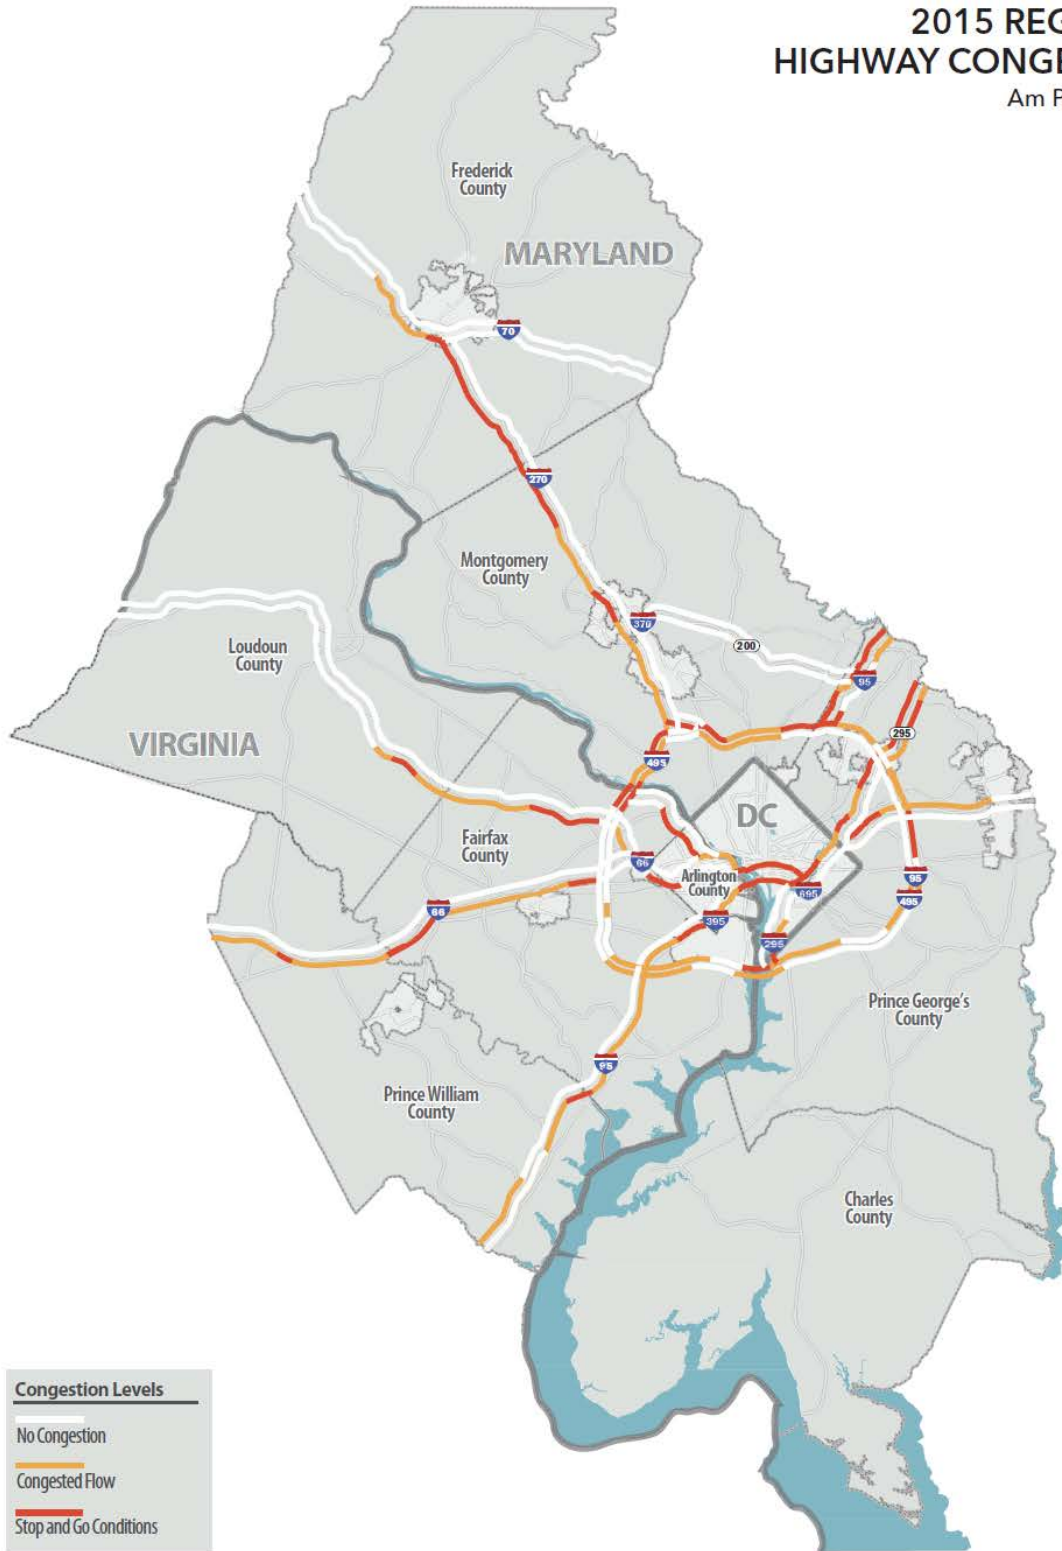 2015 REG
HIGHWAY CONGE
Am P
Frederick
County
MARYLAND
70
270
Montgomery
County
370
200
95
Loudoun
County
295
VIRGINIA
495
DC
Fairfax
County
66
Arlington
County
695
95
495
66
395
295
Prince George's
County
95
Prince William
County
Charles
County
Congestion Levels
No Congestion
Congested Flow
Stop and Go Conditions